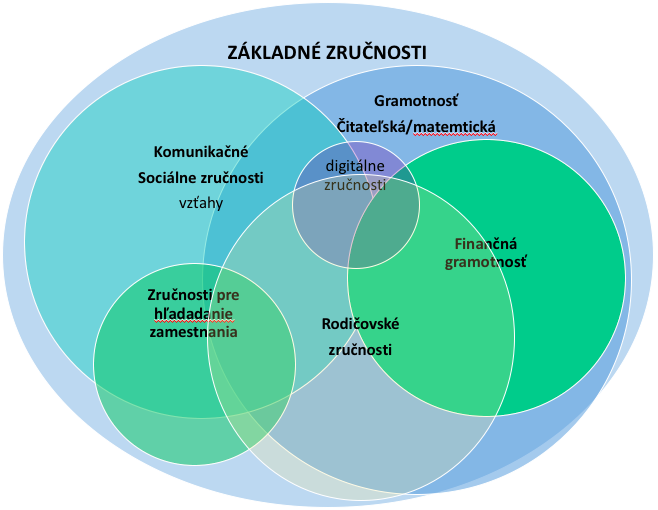 ZÁKLADNÉ ZRUČNOSTI
Gramotnosť
Čitateľská/matemtická
Komunikačné
Sociálne zručnosti
vzťahy
digitálne
zručnosti
Finančná
gramotnosť
Zručnosti pre
hľadadanie
zamestnania
Rodičovské
zručnosti